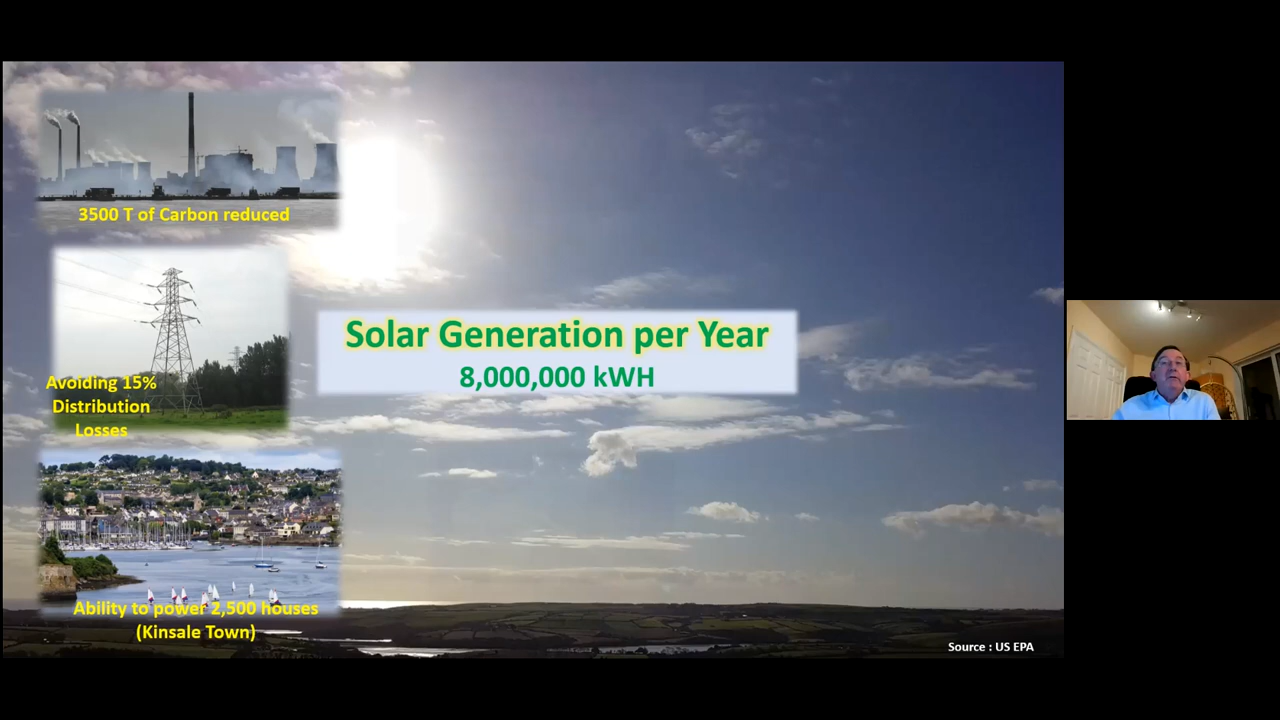 3500 T of Carbon reduced
Avoiding 15%
Distribution
Losses
Solar Generation per Year
8,000,000 kWH
Ability to power 2,500 houses
(Kinsale Town)
Source : US EPA